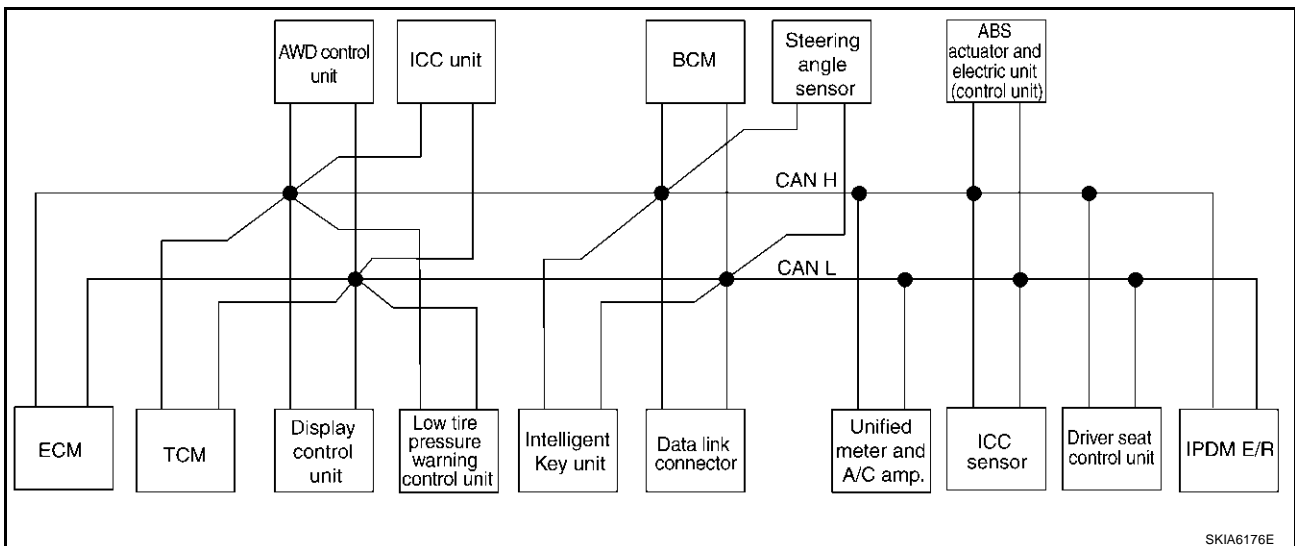 AWD control
unit
ICC unit
BCM
Steering
angle
sensor
ABS
actuator and
electric unit
(control unit)
CAN H
CAN L
ECM
TCM
Display
control
unit
Low tire
pressure
warning
control unit
Intelligent
Key unit
Data link
connector
Unified
meter and
A/C amp.
ICC
sensor
Driver seat
control unit
IPDM E/R
SKIA6176E